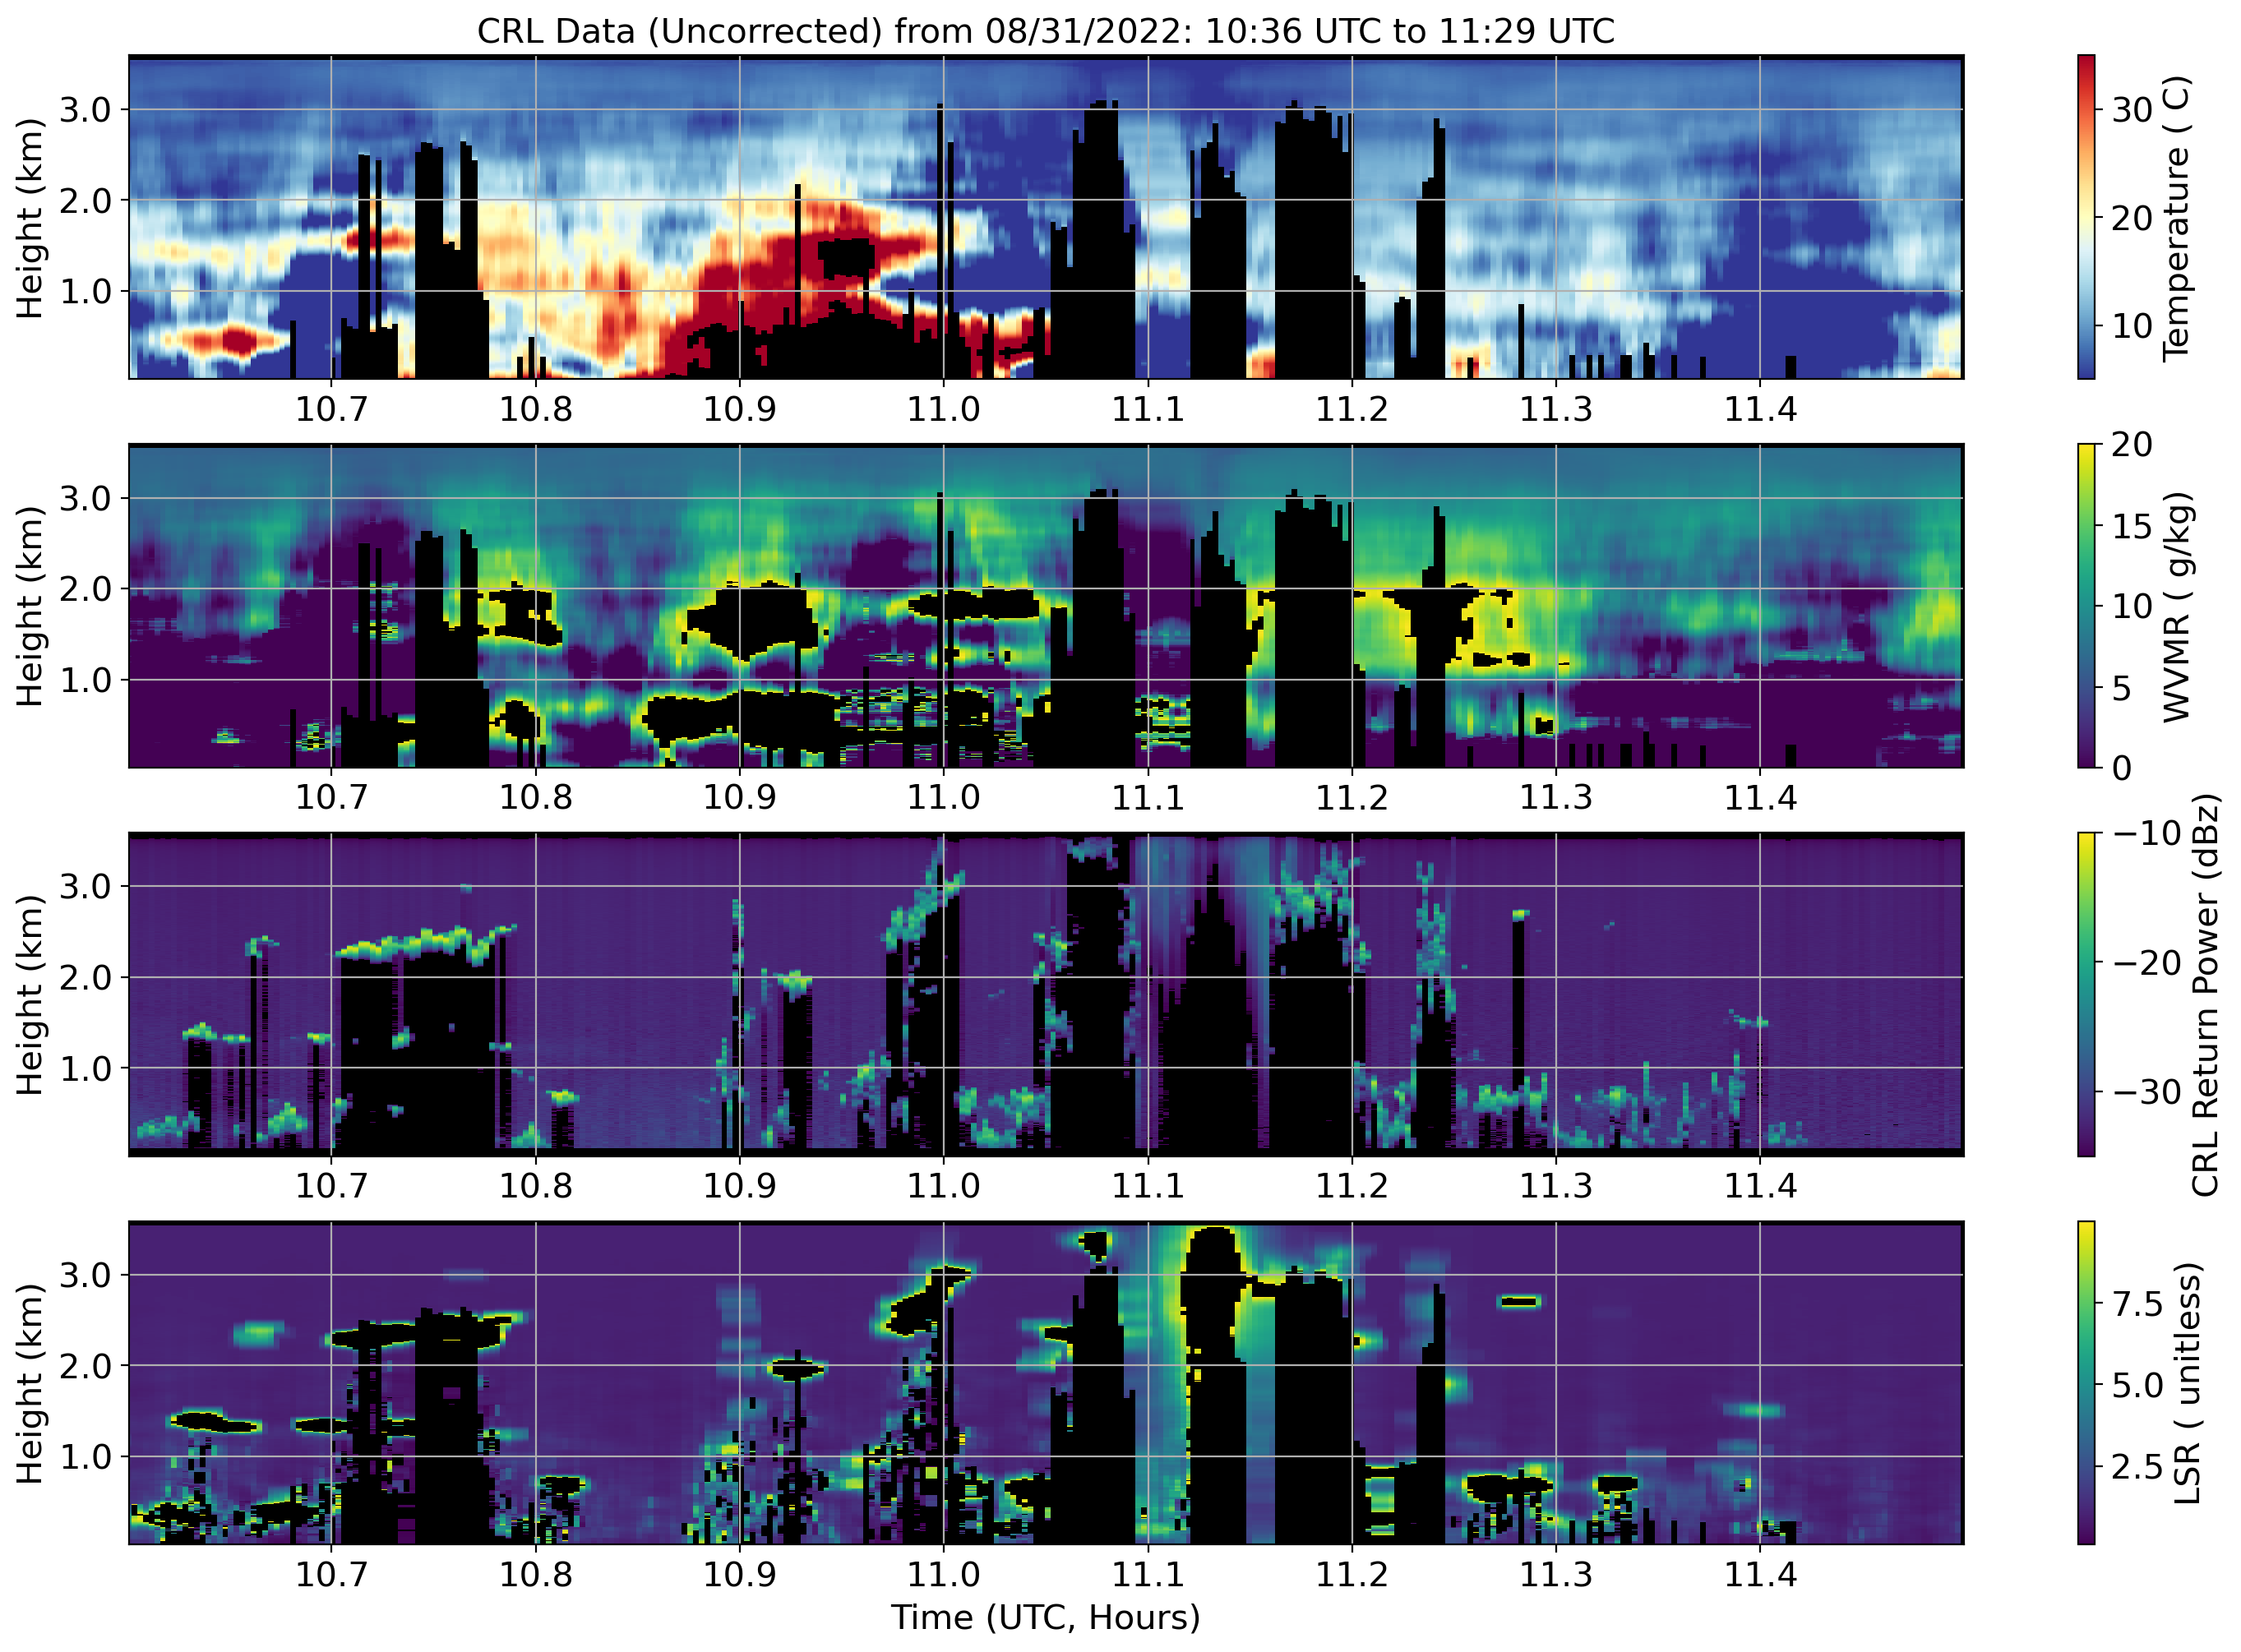 CRL Data (Uncorrected) from 08/31/2022: 10:36 UTC to 11:29 UTC
Height (km)
3.0
2.0
1.0
10.7 10.8 10.9 11.0 11.1 11.2 11.3 11.4
30
20
10
Temperature ( C)
Height (km)
3.0
2.0
1.0
10.7 10.8 10.9 11.0 11.1 11.2 11.3 11.4
20
15
10
5
0
WVMR ( g/kg)
Height (km)
3.0
2.0
1.0
10.7 10.8 10.9 11.0 11.1 11.2 11.3 11.4
−10
−20
−30
CRL Return Power (dBz)
Height (km)
3.0
2.0
1.0
10.7 10.8 10.9 11.0 11.1 11.2 11.3 11.4
7.5
5.0
2.5
LSR ( unitless)
Time (UTC, Hours)